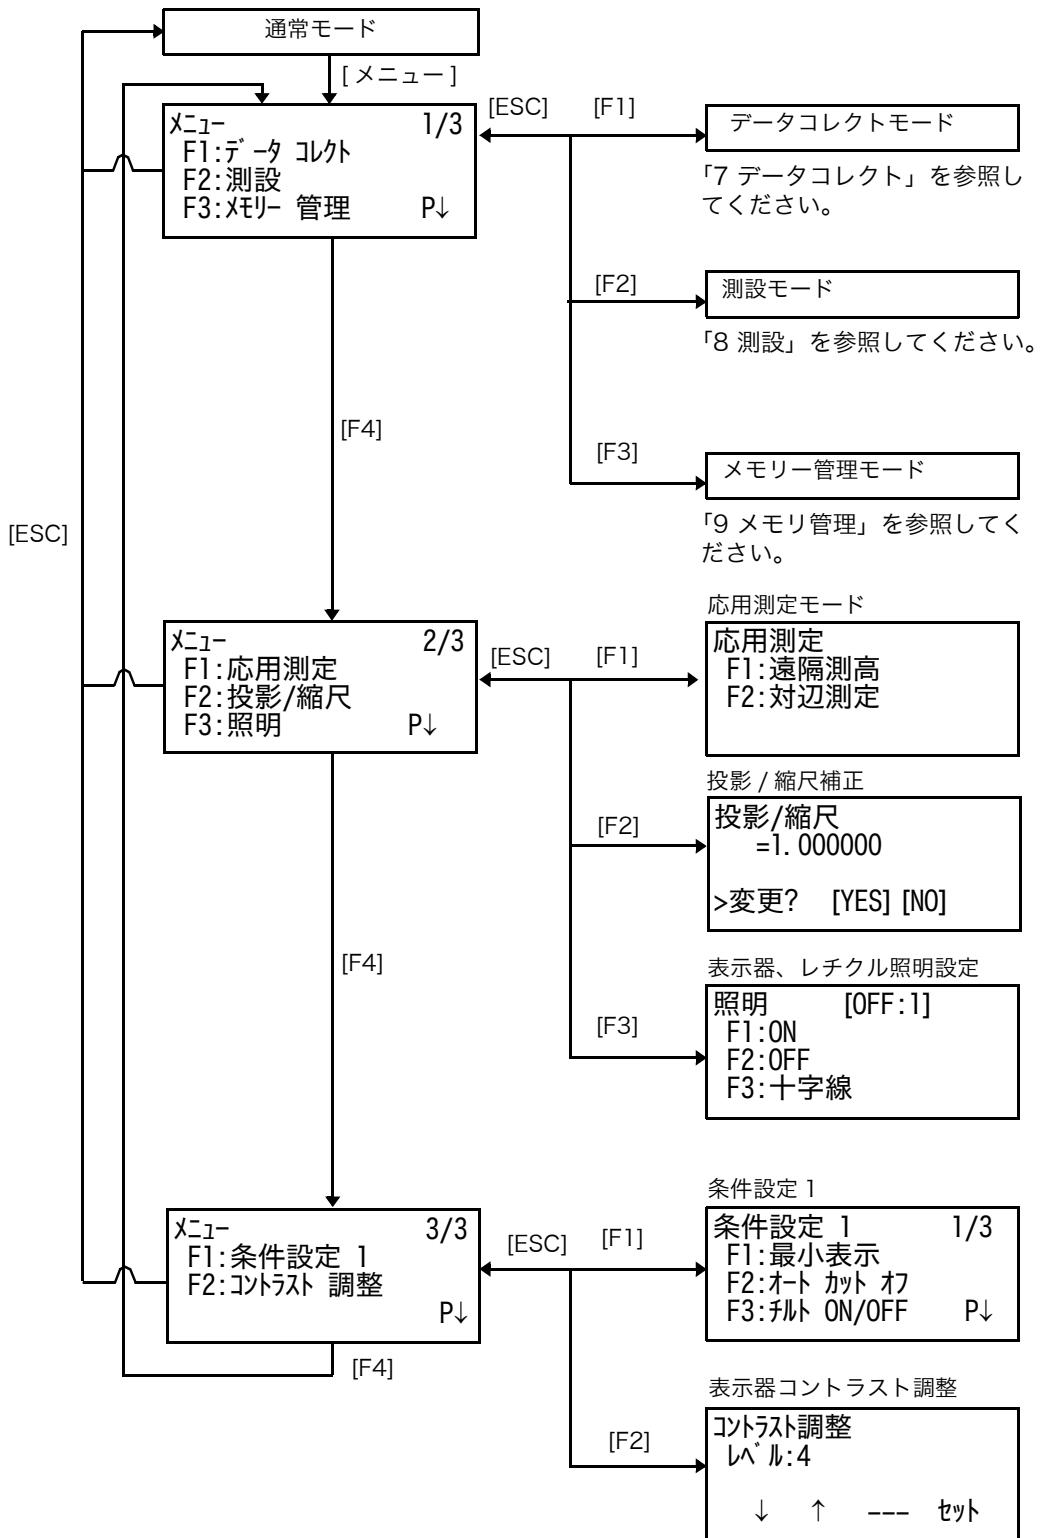 通常モード
[ メニュー ]
ﾒﾆｭｰ 1/3
F1:ﾃﾞｰﾀ ｺﾚｸﾄ
F2:測設
F3:ﾒﾓﾘｰ 管理 P↓
[ESC] [F1]
データコレクトモード
「7 データコレクト」を参照し
てください。
[F2]
測設モード
「8 測設」を参照してください。
[F4]
[F3]
メモリー管理モード
「9 メモリ管理」を参照してく
ださい。
[ESC]
ﾒﾆｭｰ 2/3
F1:応用測定
F2:投影/縮尺
F3:照明 P↓
[ESC] [F1]
応用測定モード
応用測定
F1:遠隔測高
F2:対辺測定
[F2]
投影 / 縮尺補正
投影/縮尺
=1.000000
>変更? [YES] [NO]
[F4]
[F3]
表示器、レチクル照明設定
照明 [OFF:1]
F1:ON
F2:OFF
F3:十字線
ﾒﾆｭｰ 3/3
F1:条件設定 1
F2:ｺﾝﾄﾗｽﾄ 調整
P↓
[F4]
[ESC] [F1]
条件設定 1
条件設定 1 1/3
F1:最小表示
F2:ｵｰﾄ ｶｯﾄ ｵﾌ
F3:ﾁﾙﾄ ON/OFF P↓
[F2]
表示器コントラスト調整
ｺﾝﾄﾗｽﾄ調整
ﾚﾍﾞﾙ:4
↓ ↑ --- ｾｯﾄ